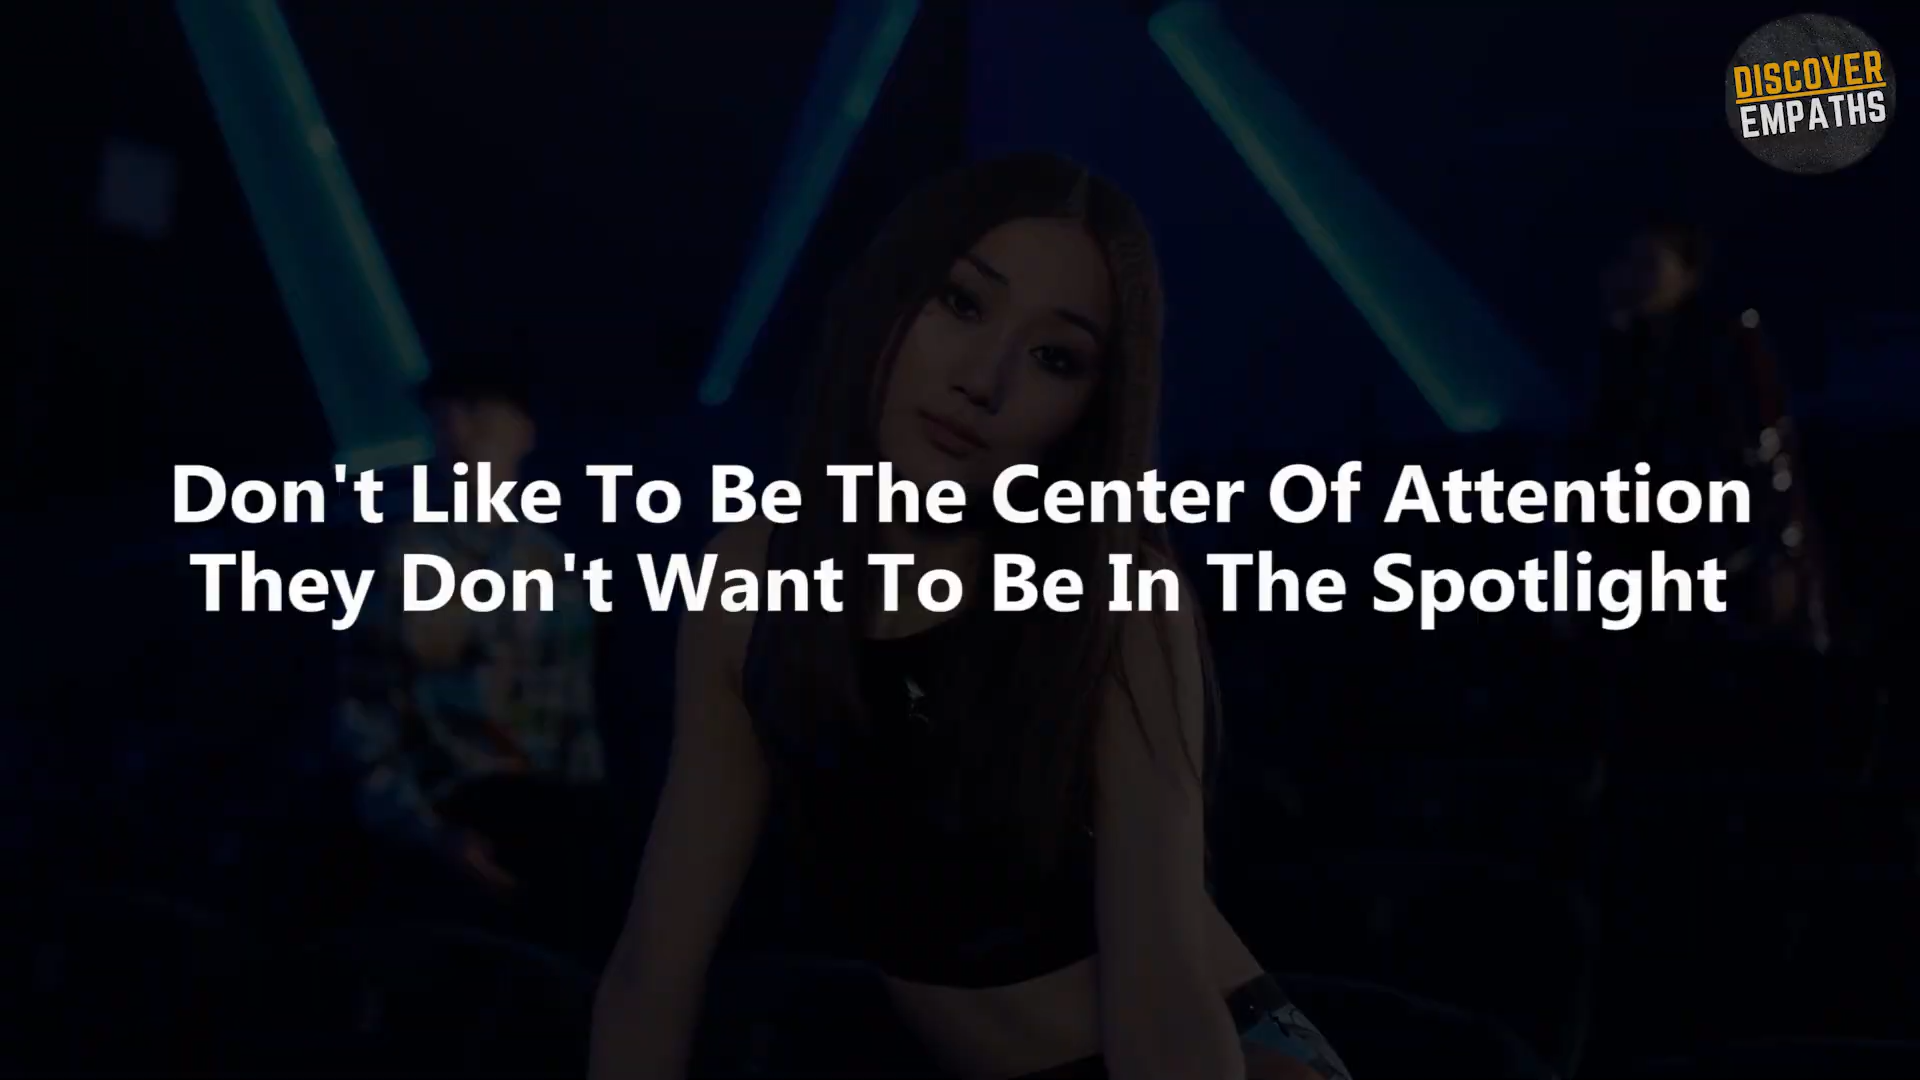 DISCOVER
EMPATHS
Don't Like To Be The Center Of Attention
They Don't Want To Be In The Spotlight